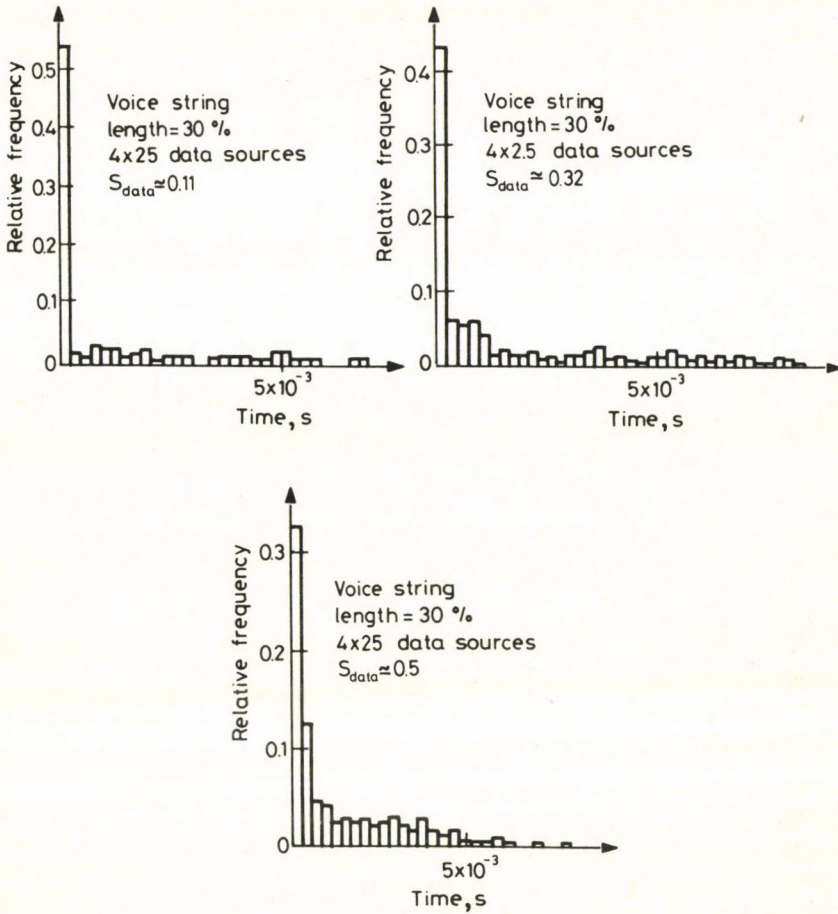 Relative frequency
0.5
0.4
0.3
0.2
0.1
0
Voice string
length = 30 %
4x25 data sources
Sdata≃0.11
5x10⁻³
Time, s
Relative frequency
0.4
0.3
0.2
0.1
0
Voice string
length = 30 %
4x2.5 data sources
Sdata≃0.32
5x10⁻³
Time, s
Relative frequency
0.3
0.2
0.1
0
Voice string
length = 30 %
4x25 data sources
Sdata≃0.5
5x10⁻³
Time, s